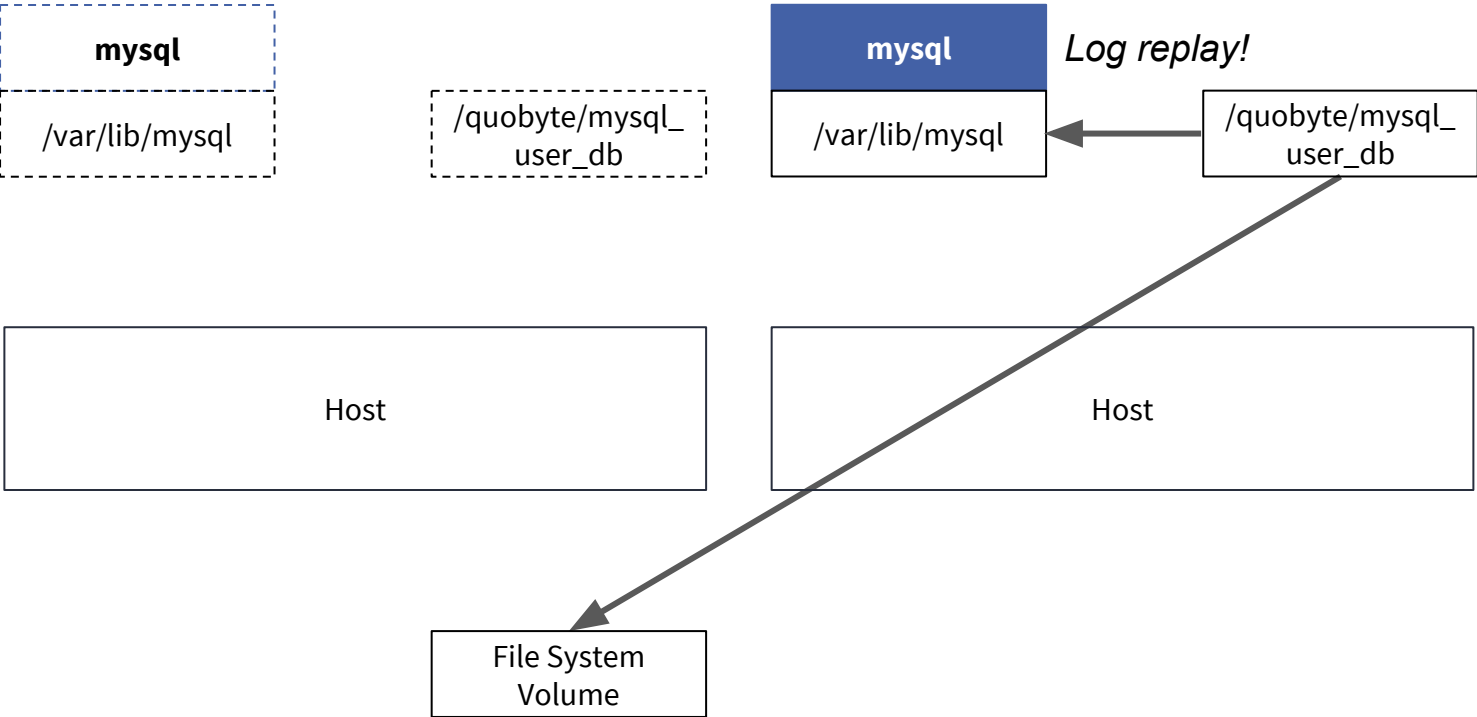 mysql
/var/lib/mysql
/quobyte/mysql_
user_db
mysql
Log replay!
/var/lib/mysql
/quobyte/mysql_
user_db
Host
Host
File System
Volume